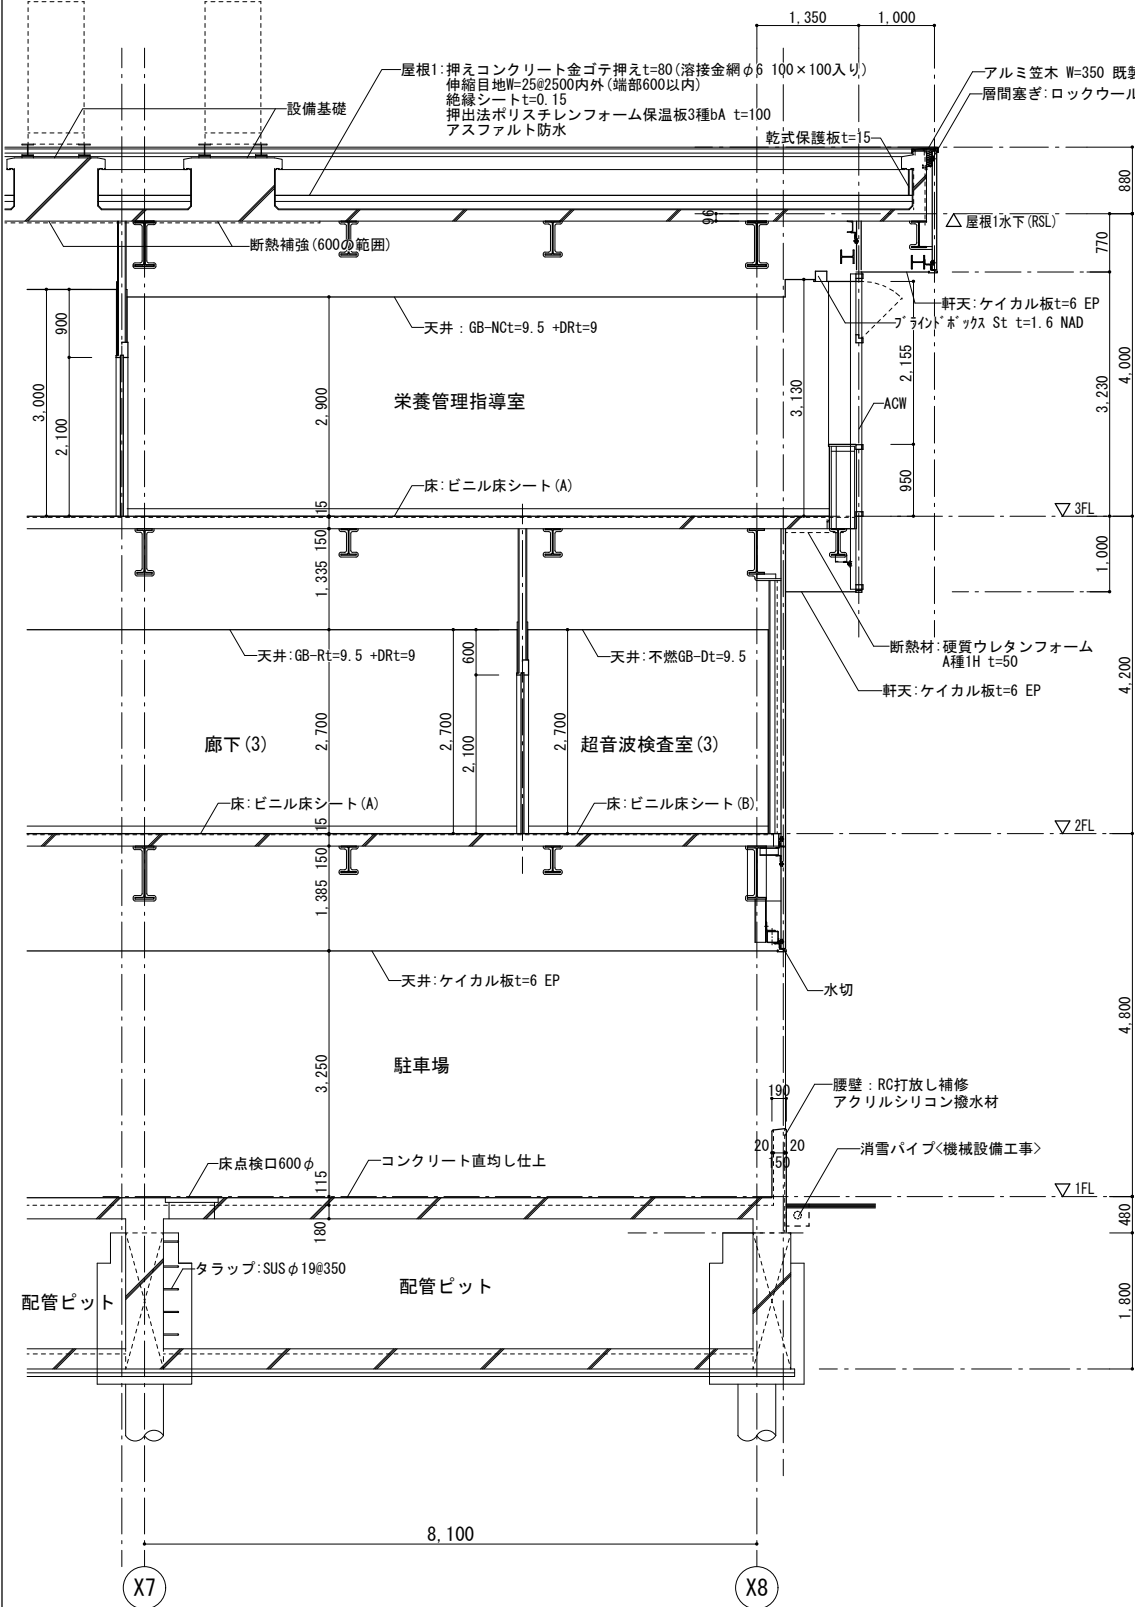 1,350
1,000
屋根1:押えコンクリート金ゴテ押えt=80(溶接金網φ6 100×100入り)
伸縮目地W=25@2500内外(端部600以内)
絶縁シートt=0.15
押出法ポリスチレンフォーム保温板3種bA t=100
アスファルト防水
アルミ笠木 W=350 既製
層間塞ぎ:ロックウール
設備基礎
乾式保護板t=15
880
96
△ 屋根1水下(RSL)
断熱補強(600の範囲)
770
軒天:ケイカル板t=6 EP
ブラインドボックス St t=1.6 NAD
天井:GB-NCt=9.5 +DRt=9
900
3,000
2,100
2,900
栄養管理指導室
3,130
2,155
ACW
950
3,230
4,000
床:ビニル床シート(A)
15
▽ 3FL
150
1,335
1,000
断熱材:硬質ウレタンフォーム
A種1H t=50
軒天:ケイカル板t=6 EP
天井:GB-Rt=9.5 +DRt=9
天井:不燃GB-Dt=9.5
600
2,700
2,700
2,100
2,700
廊下(3)
超音波検査室(3)
4,200
床:ビニル床シート(A)
床:ビニル床シート(B)
15
▽ 2FL
150
1,385
天井:ケイカル板t=6 EP
水切
4,800
3,250
駐車場
190
腰壁:RC打放し補修
アクリルシリコン撥水材
20
20
150
消雪パイプ<機械設備工事>
床点検口600φ
コンクリート直均し仕上
115
▽ 1FL
180
480
タラップ:SUSφ19@350
配管ピット
配管ピット
1,800
8,100
X7
X8